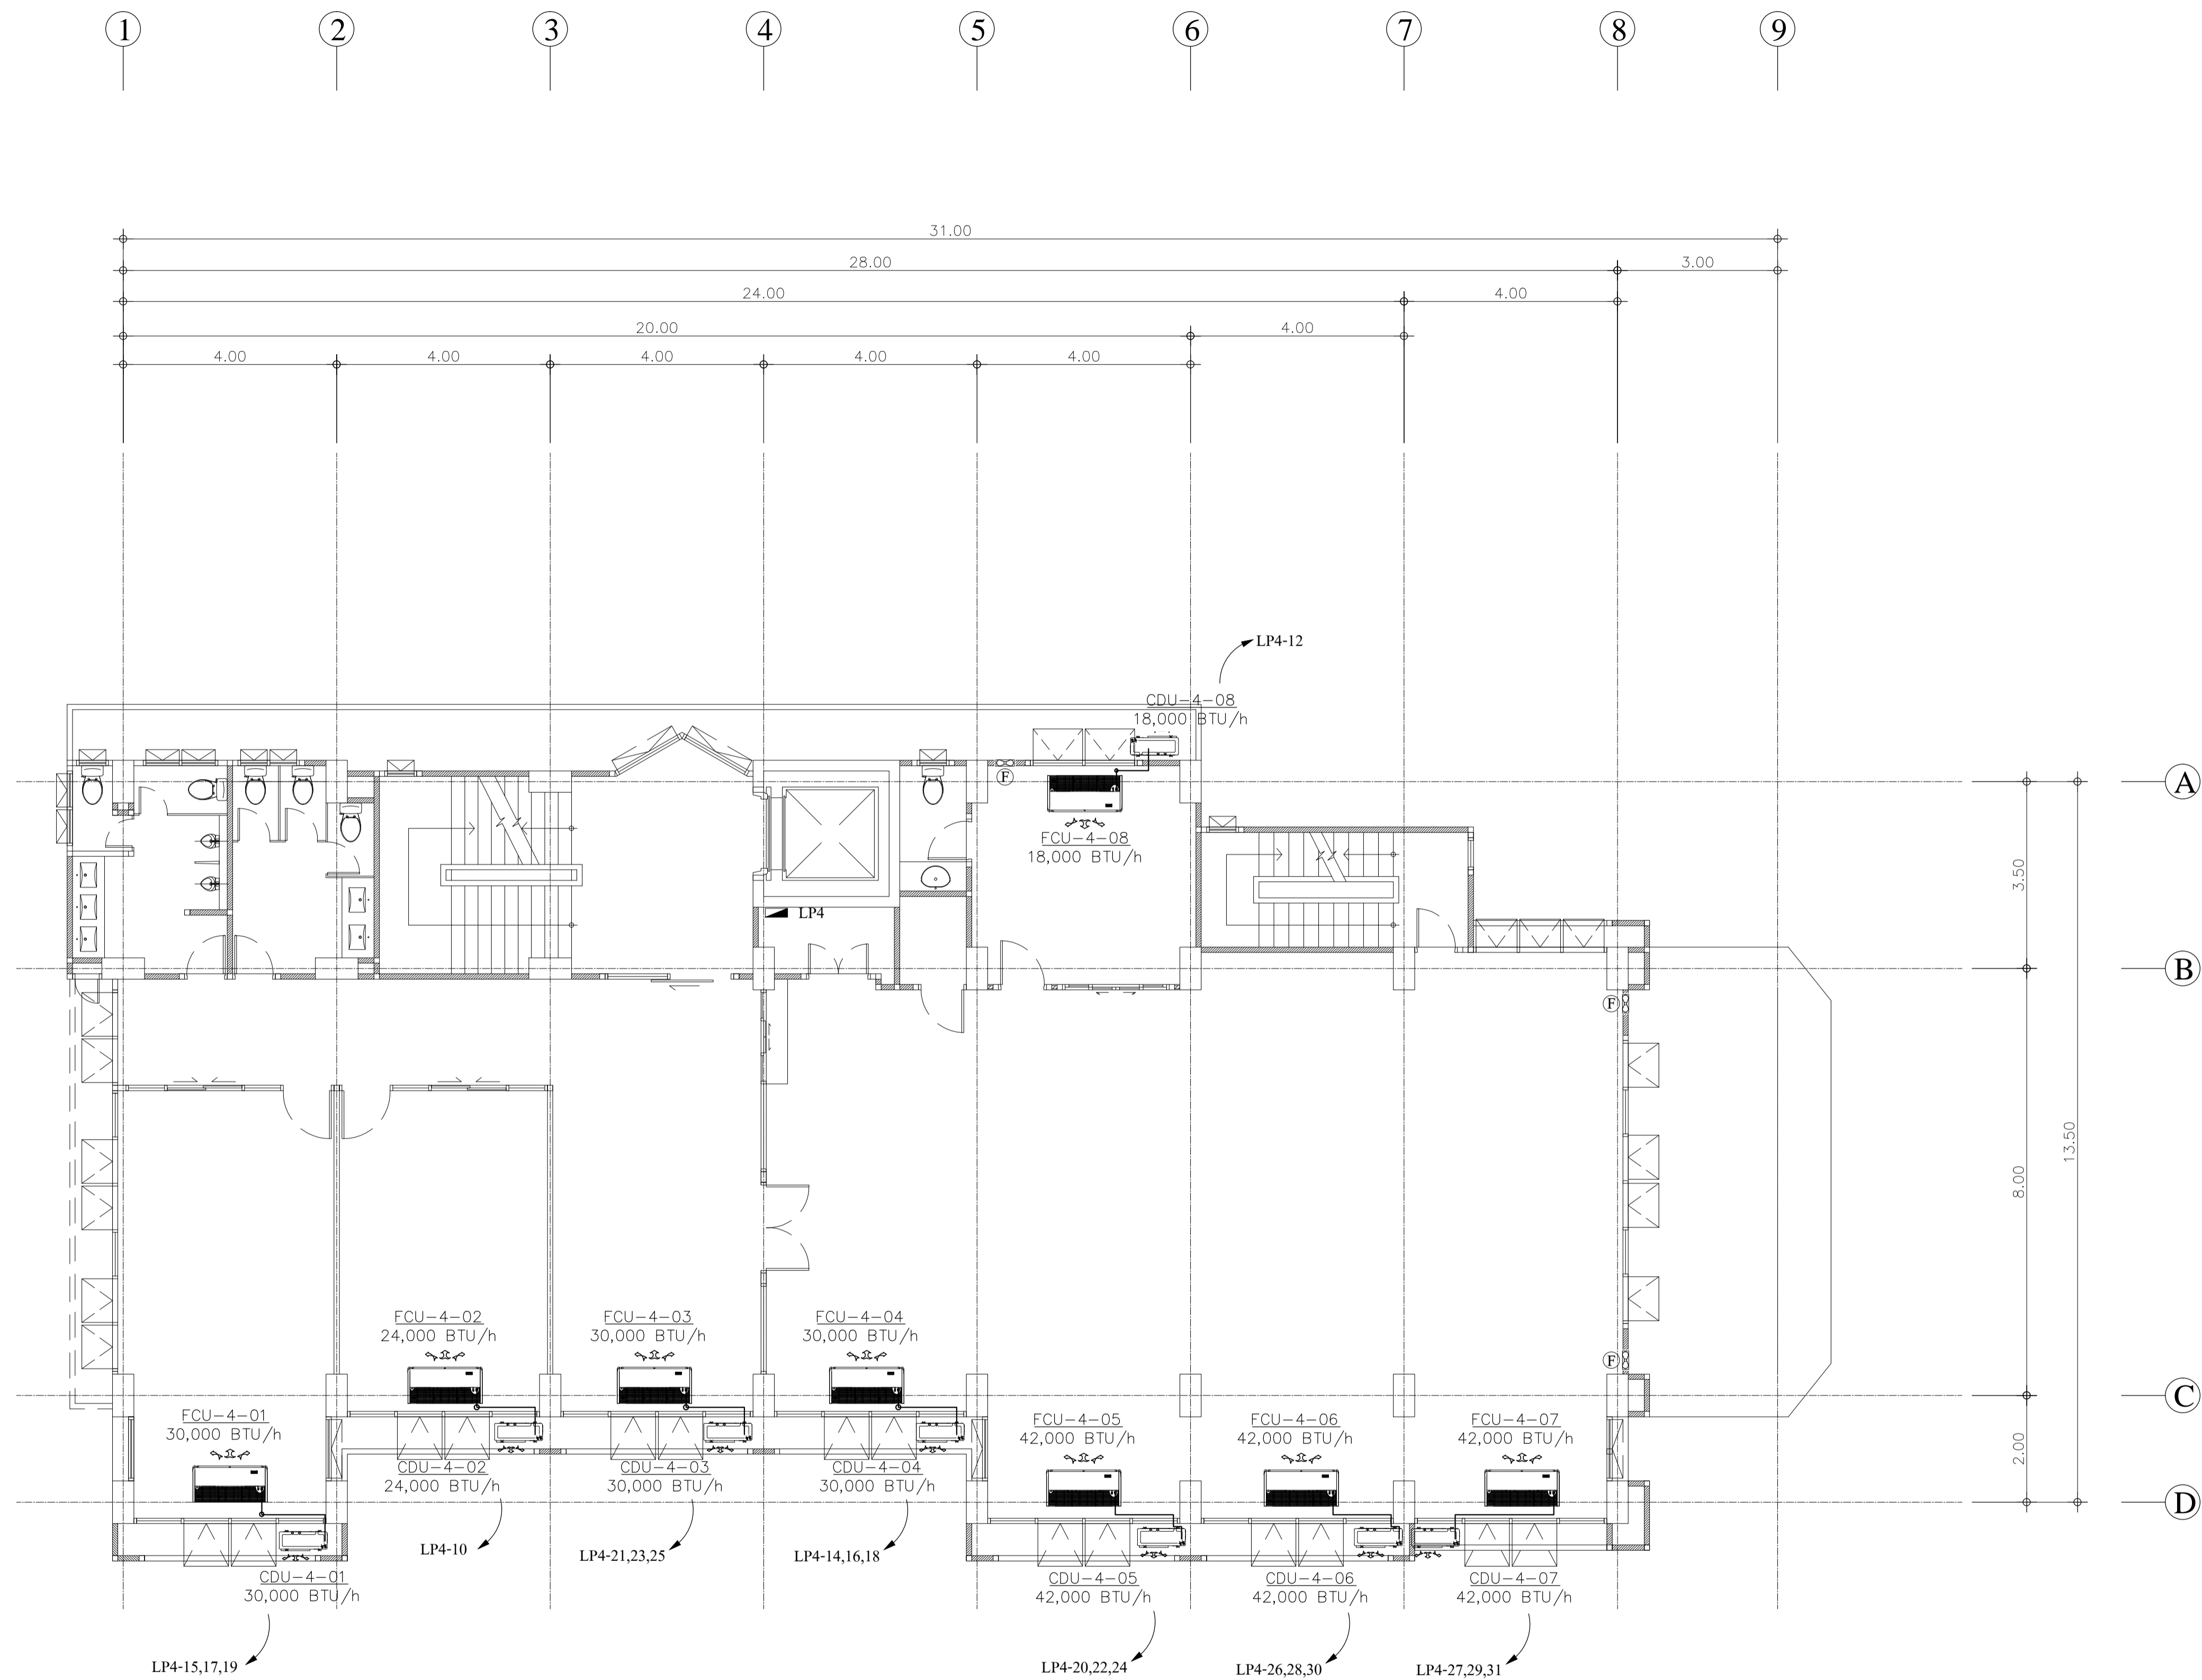 1
2
3
4
5
6
7
8
9
31.00
28.00
3.00
24.00
4.00
20.00
4.00
4.00
4.00
4.00
4.00
4.00
LP4-12
CDU-4-08
18,000 BTU/h
A
F
FCU-4-08
18,000 BTU/h
3.50
LP4
B
F
13.50
8.00
FCU-4-02
24,000 BTU/h
FCU-4-03
30,000 BTU/h
FCU-4-04
30,000 BTU/h
F
C
FCU-4-01
30,000 BTU/h
FCU-4-05
42,000 BTU/h
FCU-4-06
42,000 BTU/h
FCU-4-07
42,000 BTU/h
2.00
CDU-4-02
24,000 BTU/h
CDU-4-03
30,000 BTU/h
CDU-4-04
30,000 BTU/h
D
LP4-10
LP4-21,23,25
LP4-14,16,18
CDU-4-01
30,000 BTU/h
CDU-4-05
42,000 BTU/h
CDU-4-06
42,000 BTU/h
CDU-4-07
42,000 BTU/h
LP4-15,17,19
LP4-20,22,24
LP4-26,28,30
LP4-27,29,31